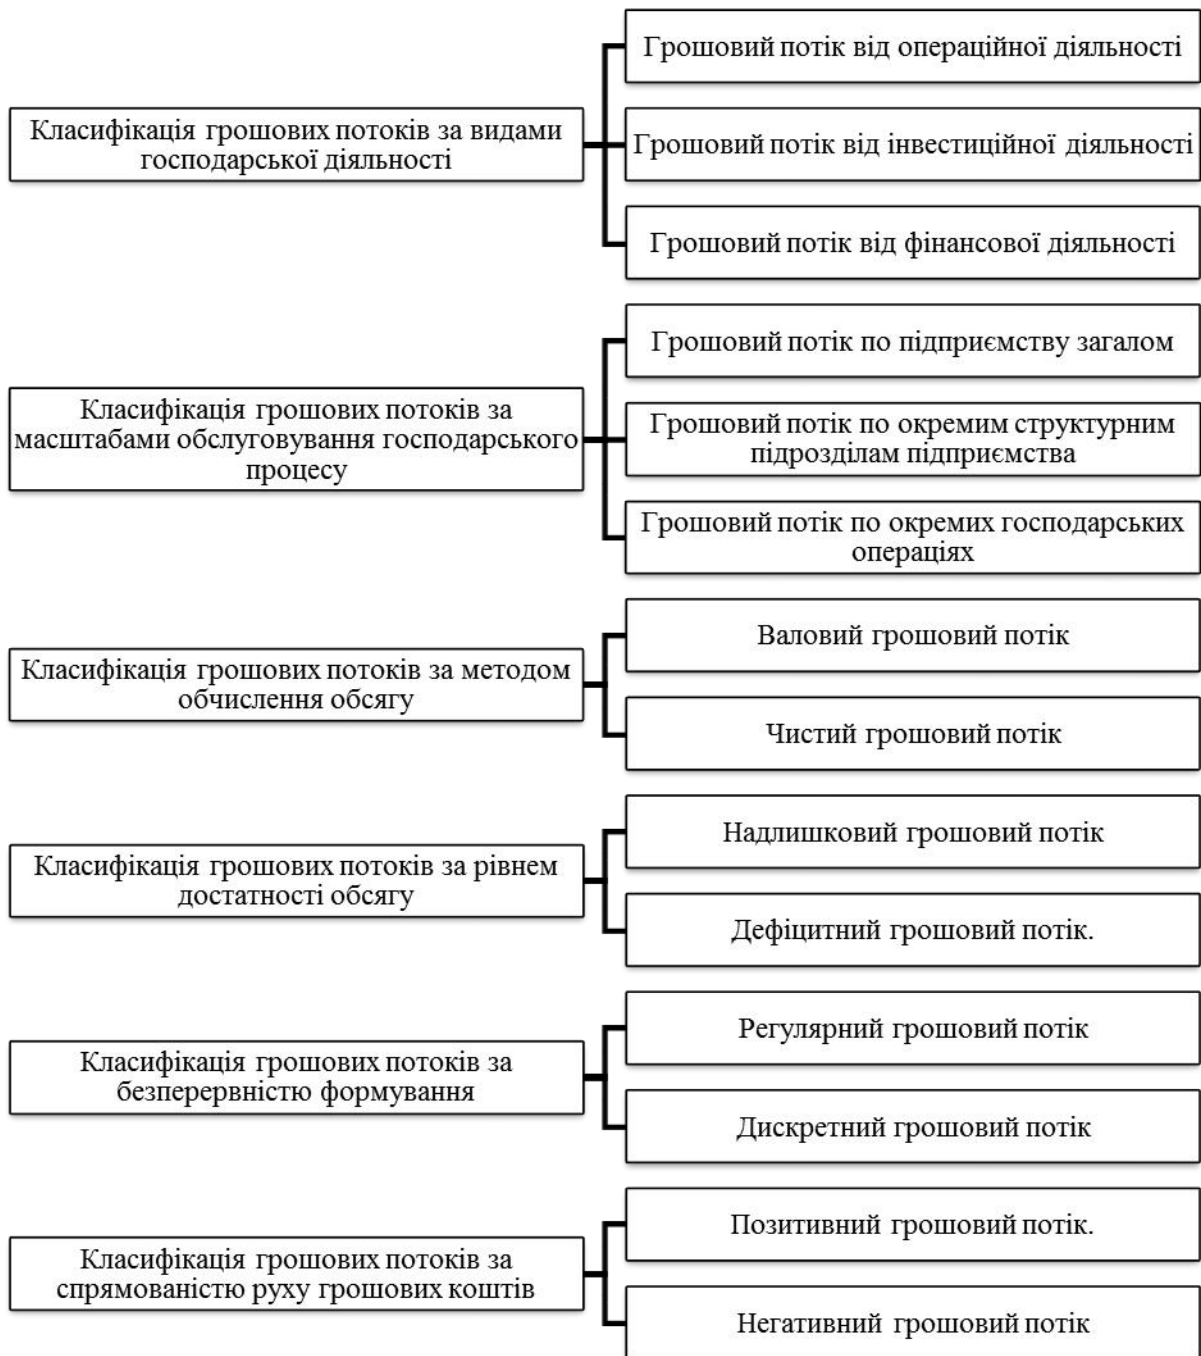 Класифікація грошових потоків за видами
господарської діяльності
Грошовий потік від операційної діяльності
Грошовий потік від інвестиційної діяльності
Грошовий потік від фінансової діяльності
Класифікація грошових потоків за
масштабами обслуговування господарського
процесу
Грошовий потік по підприємству загалом
Грошовий потік по окремим структурним
підрозділам підприємства
Грошовий потік по окремих господарських
операціях
Класифікація грошових потоків за методом
обчислення обсягу
Валовий грошовий потік
Чистий грошовий потік
Класифікація грошових потоків за рівнем
достатності обсягу
Надлишковий грошовий потік
Дефіцитний грошовий потік.
Класифікація грошових потоків за
безперервністю формування
Регулярний грошовий потік
Дискретний грошовий потік
Класифікація грошових потоків за
спрямованістю руху грошових коштів
Позитивний грошовий потік.
Негативний грошовий потік